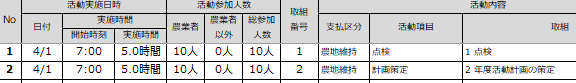 活動実施日時 活動参加人数 活動内容
No 日付 実施時間 農業者 農業者以外 総参加人数 取組番号 支払区分 活動項目 取組
開始時刻 実施時間
1 4/1 7:00 5.0時間 10人 0人 10人 1 農地維持 点検 1 点検
2 4/1 7:00 5.0時間 10人 0人 10人 2 農地維持 計画策定 2 年度活動計画の策定